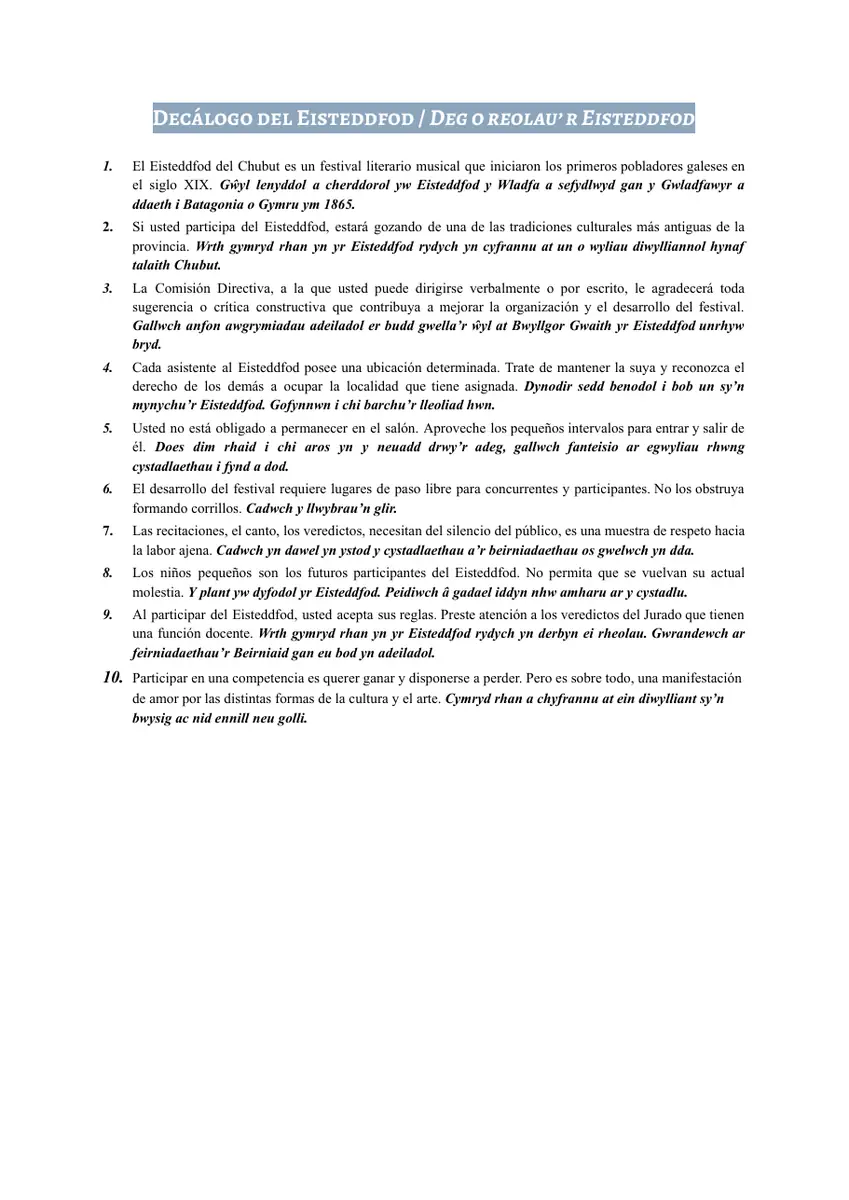 Decálogo del Eisteddfod / Deg o reolau’ r Eisteddfod
1. El Eisteddfod del Chubut es un festival literario musical que iniciaron los primeros pobladores galeses en
el siglo XIX. Gŵyl lenyddol a cherddorol yw Eisteddfod y Wladfa a sefydlwyd gan y Gwladfawyr a
ddaeth i Batagonia o Gymru ym 1865.
2. Si usted participa del Eisteddfod, estará gozando de una de las tradiciones culturales más antiguas de la
provincia. Wrth gymryd rhan yn yr Eisteddfod rydych yn cyfrannu at un o wyliau diwylliannol hynaf
talaith Chubut.
3. La Comisión Directiva, a la que usted puede dirigirse verbalmente o por escrito, le agradecerá toda
sugerencia o crítica constructiva que contribuya a mejorar la organización y el desarrollo del festival.
Gallwch anfon awgrymiadau adeiladol er budd gwella’r ŵyl at Bwyllgor Gwaith yr Eisteddfod unrhyw
bryd.
4. Cada asistente al Eisteddfod posee una ubicación determinada. Trate de mantener la suya y reconozca el
derecho de los demás a ocupar la localidad que tiene asignada. Dynodir sedd benodol i bob un sy’n
mynychu’r Eisteddfod. Gofynnwn i chi barchu’r lleoliad hwn.
5. Usted no está obligado a permanecer en el salón. Aproveche los pequeños intervalos para entrar y salir de
él. Does dim rhaid i chi aros yn y neuadd drwy’r adeg, gallwch fanteisio ar egwyliau rhwng
cystadlaethau i fynd a dod.
6. El desarrollo del festival requiere lugares de paso libre para concurrentes y participantes. No los obstruya
formando corrillos. Cadwch y llwybrau’n glir.
7. Las recitaciones, el canto, los veredictos, necesitan del silencio del público, es una muestra de respeto hacia
la labor ajena. Cadwch yn dawel yn ystod y cystadlaethau a’r beirniadaethau os gwelwch yn dda.
8. Los niños pequeños son los futuros participantes del Eisteddfod. No permita que se vuelvan su actual
molestia. Y plant yw dyfodol yr Eisteddfod. Peidiwch â gadael iddyn nhw amharu ar y cystadlu.
9. Al participar del Eisteddfod, usted acepta sus reglas. Preste atención a los veredictos del Jurado que tienen
una función docente. Wrth gymryd rhan yn yr Eisteddfod rydych yn derbyn ei rheolau. Gwrandewch ar
feirniadaethau’r Beirniaid gan eu bod yn adeiladol.
10. Participar en una competencia es querer ganar y disponerse a perder. Pero es sobre todo, una manifestación
de amor por las distintas formas de la cultura y el arte. Cymryd rhan a chyfrannu at ein diwylliant sy’n
bwysig ac nid ennill neu golli.